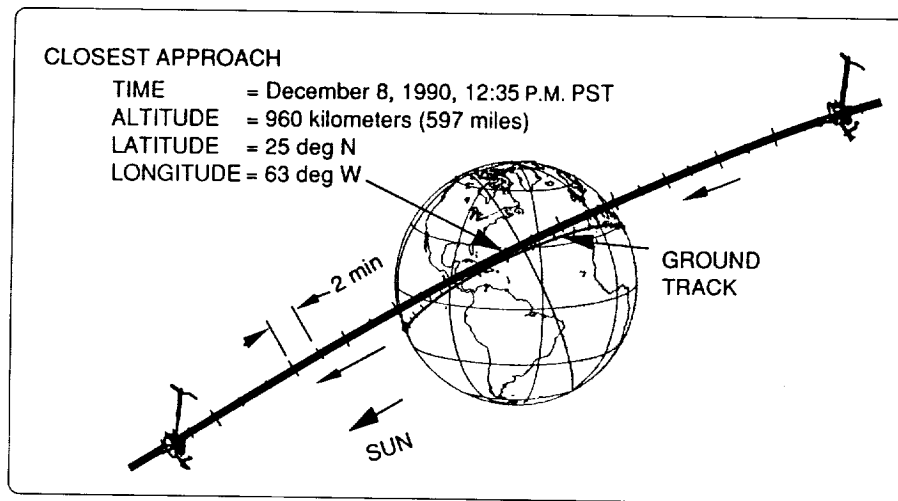 CLOSEST APPROACH
TIME = December 8, 1990, 12:35 P.M. PST
ALTITUDE = 960 kilometers (597 miles)
LATITUDE = 25 deg N
LONGITUDE = 63 deg W
GROUND
TRACK
2 min
SUN